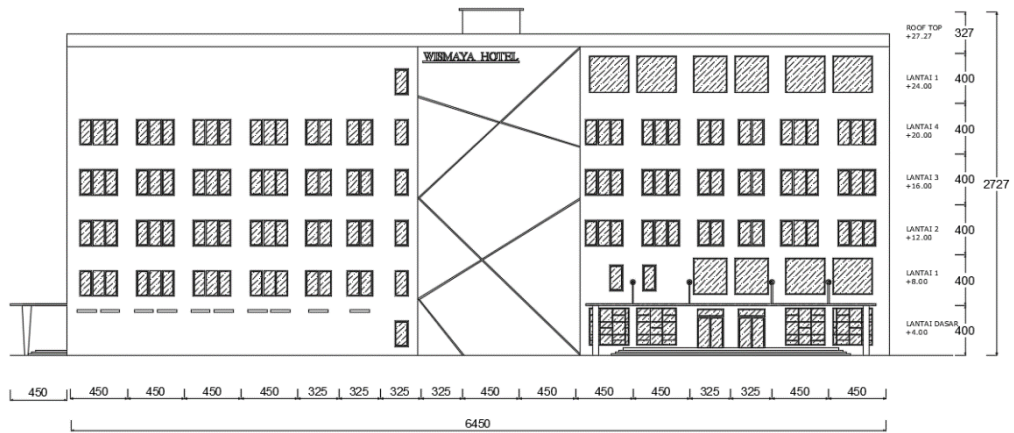 WISMAYA HOTEL
ROOF TOP
+27.27
327
LANTAI 1
+24.00
400
LANTAI 4
+20.00
400
LANTAI 3
+16.00
400
2727
LANTAI 2
+12.00
400
LANTAI 1
+8.00
400
LANTAI DASAR
+4.00
400
450 450 450 450 450 325 325 325 325 450 450 450 450 325 325 450 450
6450